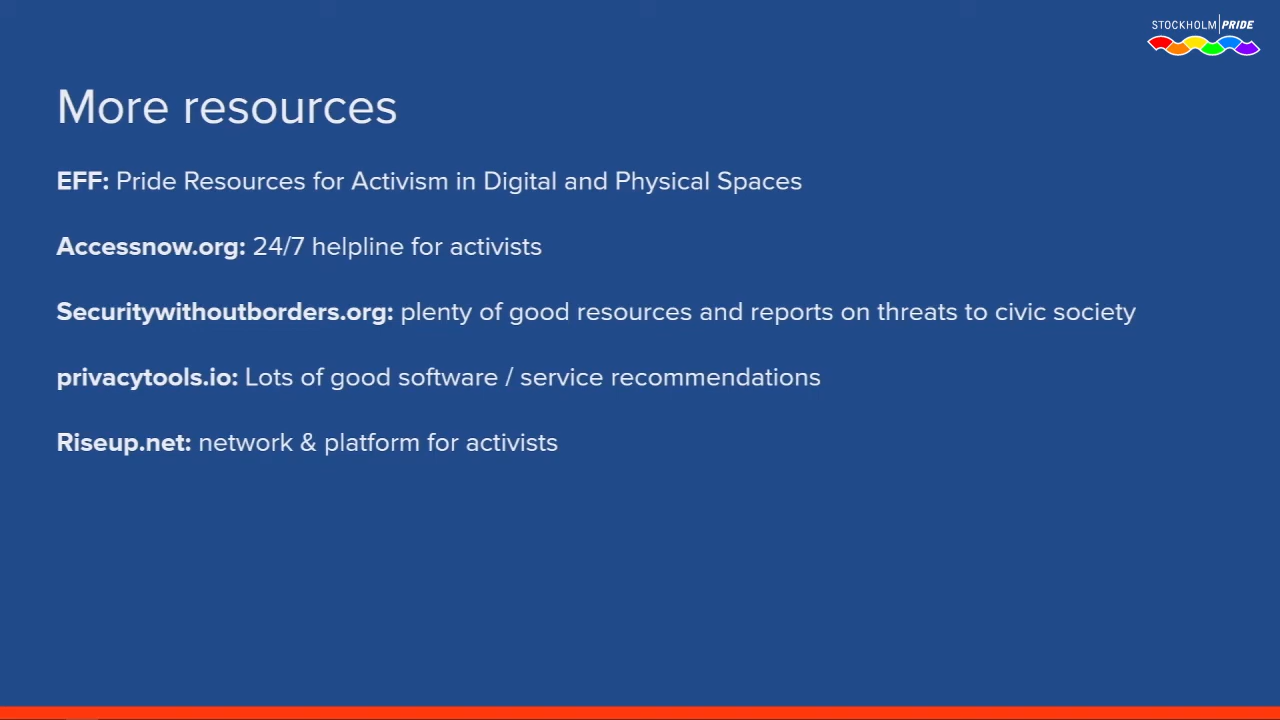 STOCKHOLM PRIDE
More resources
EFF: Pride Resources for Activism in Digital and Physical Spaces
Accessnow.org: 24/7 helpline for activists
Securitywithoutborders.org: plenty of good resources and reports on threats to civic society
privacytools.io: Lots of good software / service recommendations
Riseup.net: network & platform for activists